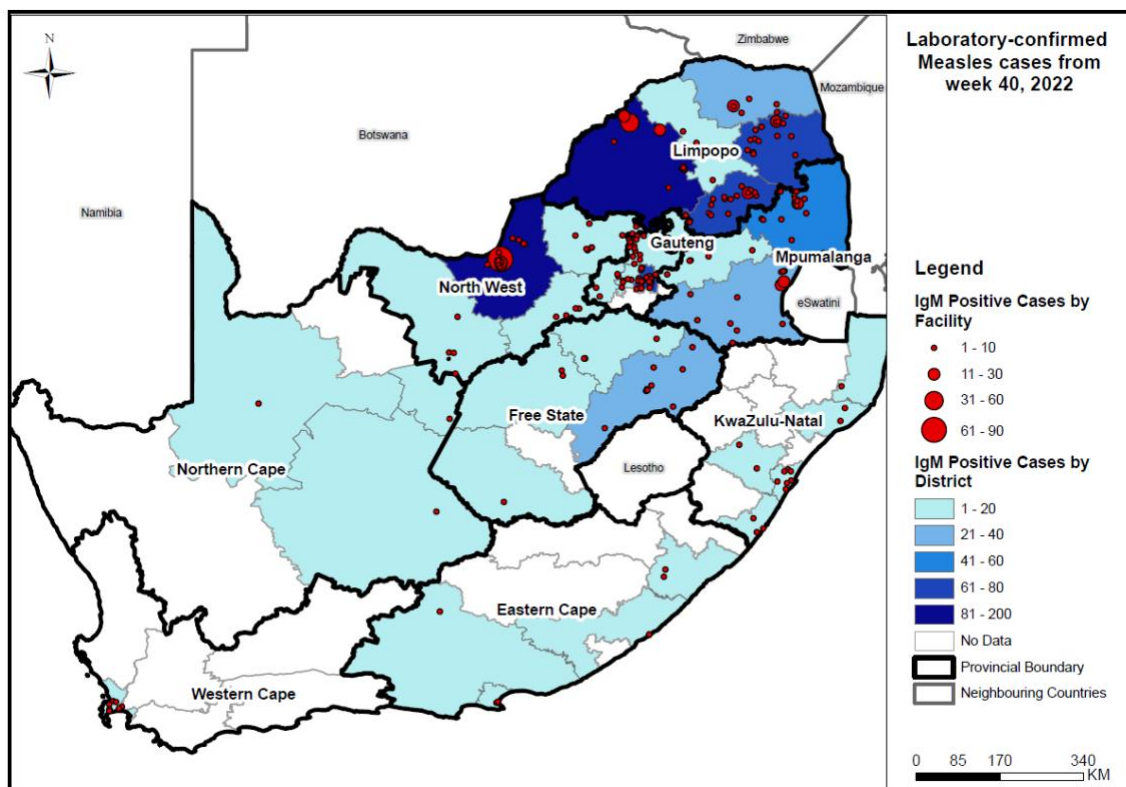 N
Zimbabwe
Mozambique
Botswana
Namibia
Limpopo
Gauteng
Mpumalanga
North West
eSwatini
Free State
KwaZulu-Natal
Northern Cape
Lesotho
Eastern Cape
Western Cape
Laboratory-confirmed
Measles cases from
week 40, 2022
Legend
IgM Positive Cases by
Facility
1 - 10
11 - 30
31 - 60
61 - 90
IgM Positive Cases by
District
1 - 20
21 - 40
41 - 60
61 - 80
81 - 200
No Data
Provincial Boundary
Neighbouring Countries
0 85 170 340
KM